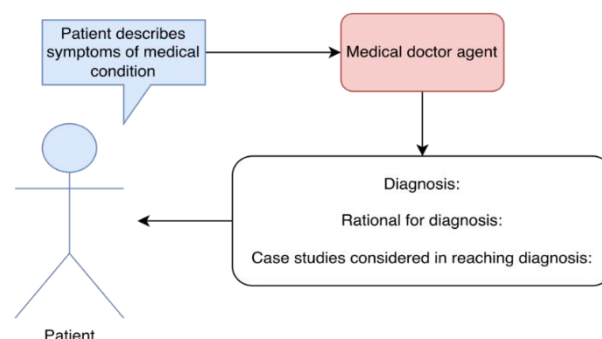 Patient describes
symptoms of medical
condition
Medical doctor agent
Diagnosis:
Rational for diagnosis:
Case studies considered in reaching diagnosis:
Patient